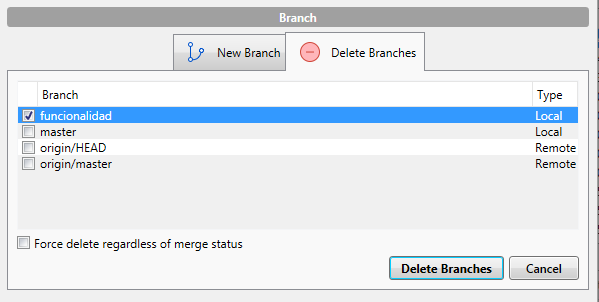 Branch
New Branch Delete Branches
Branch Type
funcionalidad Local
master Local
origin/HEAD Remote
origin/master Remote
Force delete regardless of merge status
Delete Branches Cancel